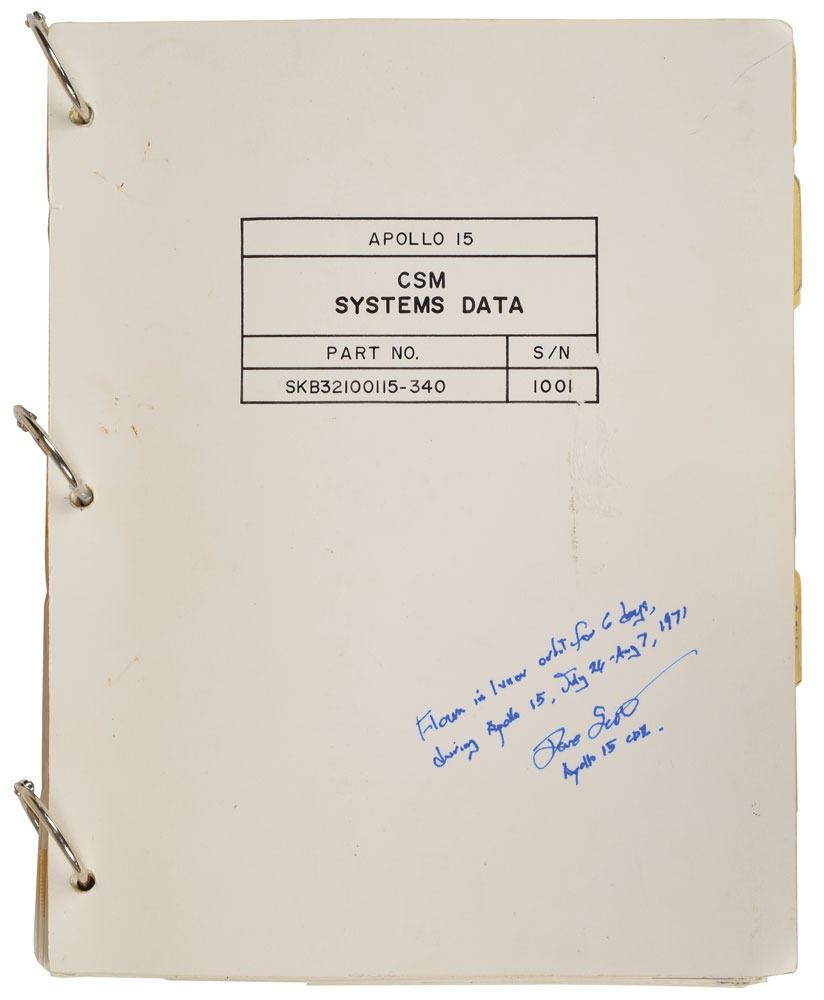 APOLLO 15
CSM
SYSTEMS DATA
PART NO. S/N
SKB32100115-340 1001
Flown in lunar orbit for 6 days,
during Apollo 15, July 26-Aug 7, 1971
Dave Scott
Apollo 15 CDR.